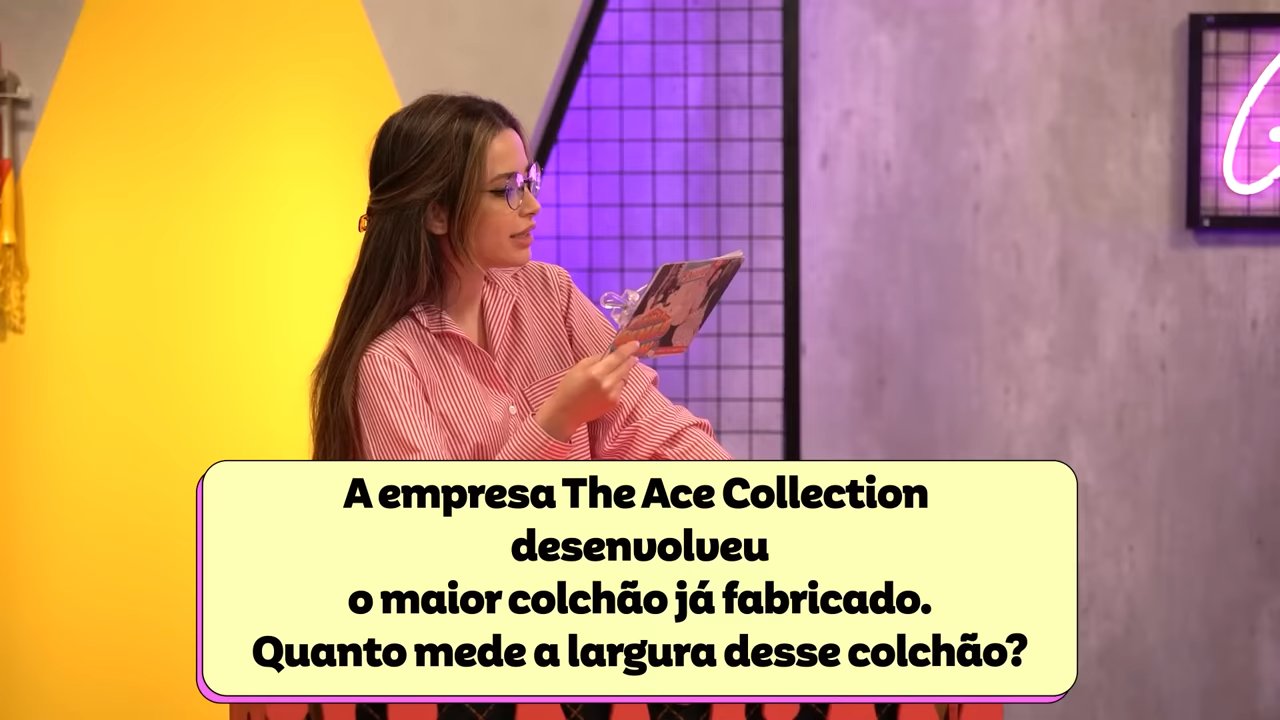 A empresa The Ace Collection
desenvolveu
o maior colchão já fabricado.
Quanto mede a largura desse colchão?